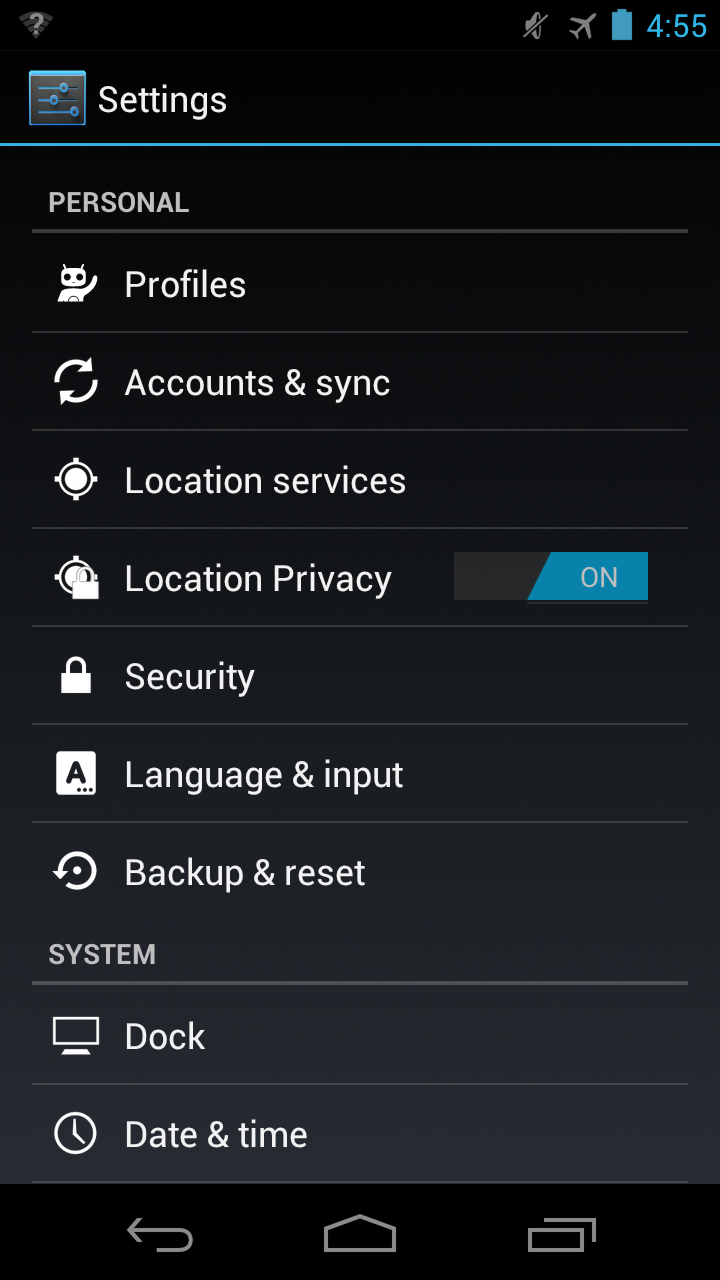 4:55
Settings
PERSONAL
Profiles
Accounts & sync
Location services
Location Privacy ON
Security
Language & input
Backup & reset
SYSTEM
Dock
Date & time